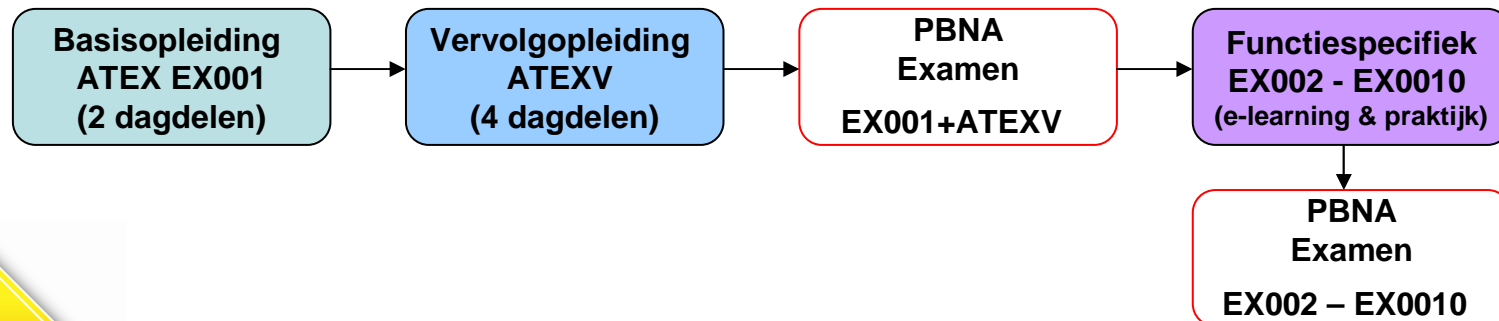 Basisopleiding
ATEX EX001
(2 dagdelen)
Vervolgopleiding
ATEXV
(4 dagdelen)
PBNA
Examen
EX001+ATEXV
Functiespecifiek
EX002 - EX0010
(e-learning & praktijk)
PBNA
Examen
EX002 – EX0010